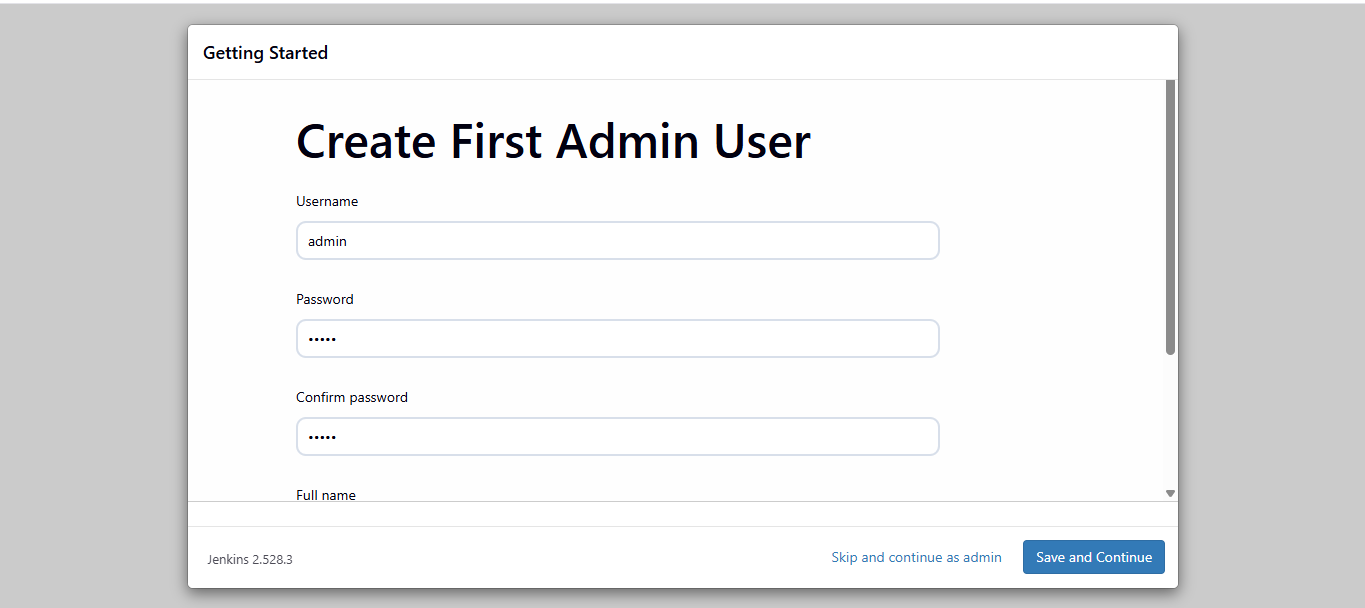 Getting Started
Create First Admin User
Username
admin
Password
•••••
Confirm password
•••••
Full name
Jenkins 2.528.3
Skip and continue as admin
Save and Continue